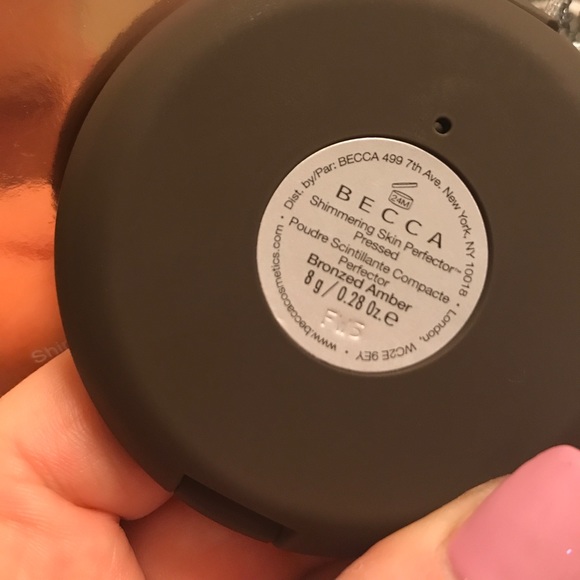 Dist. by/Par: BECCA 499 7th Ave, New York, NY 10018 • London, WC2E 9EY • www.beccacosmetics.com •
24M
BECCA
Shimmering Skin Perfector™
Pressed
Poudre Scintillante Compacte
Perfector
Bronzed Amber
8 g / 0.28 Oz. e